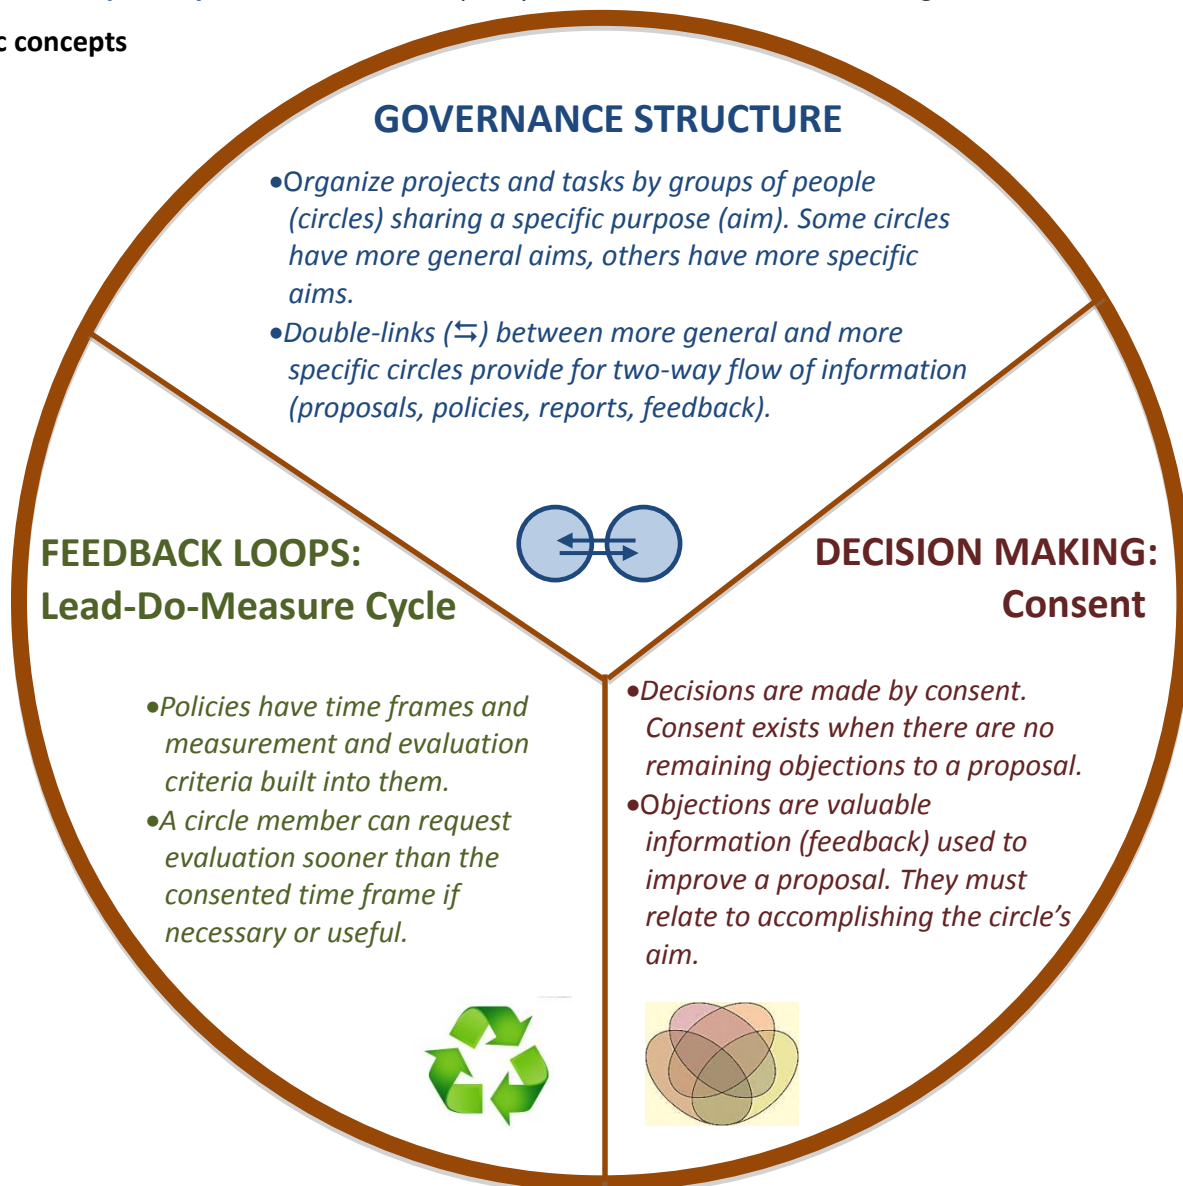 c concepts
GOVERNANCE STRUCTURE
•Organize projects and tasks by groups of people
(circles) sharing a specific purpose (aim). Some circles
have more general aims, others have more specific
aims.
•Double-links (⇆) between more general and more
specific circles provide for two-way flow of information
(proposals, policies, reports, feedback).
FEEDBACK LOOPS:
Lead-Do-Measure Cycle
•Policies have time frames and
measurement and evaluation
criteria built into them.
•A circle member can request
evaluation sooner than the
consented time frame if
necessary or useful.
DECISION MAKING:
Consent
•Decisions are made by consent.
Consent exists when there are no
remaining objections to a proposal.
•Objections are valuable
information (feedback) used to
improve a proposal. They must
relate to accomplishing the circle’s
aim.